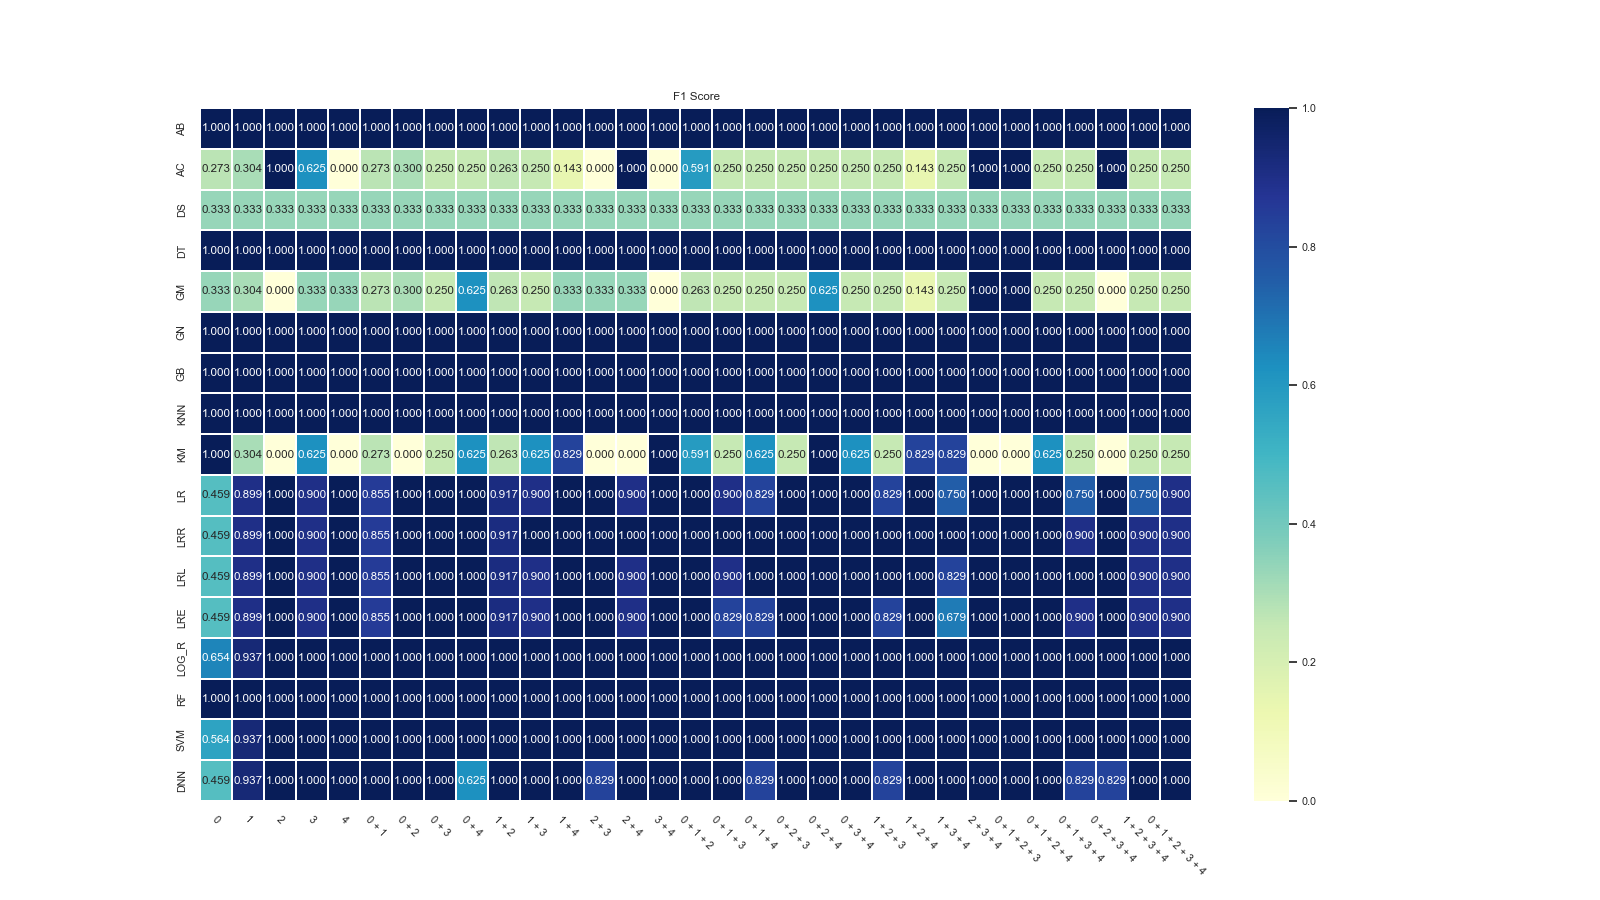 F1 Score
AB 1.000 1.000 1.000 1.000 1.000 1.000 1.000 1.000 1.000 1.000 1.000 1.000 1.000 1.000 1.000 1.000 1.000 1.000 1.000 1.000 1.000 1.000 1.000 1.000 1.000 1.000 1.000 1.000 1.000 1.000 1.000
AC 0.273 0.304 1.000 0.625 0.000 0.273 0.300 0.250 0.250 0.263 0.250 0.143 0.000 1.000 0.000 0.591 0.250 0.250 0.250 0.250 0.250 0.250 0.143 0.250 1.000 1.000 0.250 0.250 1.000 0.250 0.250
DS 0.333 0.333 0.333 0.333 0.333 0.333 0.333 0.333 0.333 0.333 0.333 0.333 0.333 0.333 0.333 0.333 0.333 0.333 0.333 0.333 0.333 0.333 0.333 0.333 0.333 0.333 0.333 0.333 0.333 0.333 0.333
DT 1.000 1.000 1.000 1.000 1.000 1.000 1.000 1.000 1.000 1.000 1.000 1.000 1.000 1.000 1.000 1.000 1.000 1.000 1.000 1.000 1.000 1.000 1.000 1.000 1.000 1.000 1.000 1.000 1.000 1.000 1.000
GM 0.333 0.304 0.000 0.333 0.333 0.273 0.300 0.250 0.625 0.263 0.250 0.333 0.333 0.333 0.000 0.263 0.250 0.250 0.250 0.625 0.250 0.250 0.143 0.250 1.000 1.000 0.250 0.250 0.000 0.250 0.250
GN 1.000 1.000 1.000 1.000 1.000 1.000 1.000 1.000 1.000 1.000 1.000 1.000 1.000 1.000 1.000 1.000 1.000 1.000 1.000 1.000 1.000 1.000 1.000 1.000 1.000 1.000 1.000 1.000 1.000 1.000 1.000
GB 1.000 1.000 1.000 1.000 1.000 1.000 1.000 1.000 1.000 1.000 1.000 1.000 1.000 1.000 1.000 1.000 1.000 1.000 1.000 1.000 1.000 1.000 1.000 1.000 1.000 1.000 1.000 1.000 1.000 1.000 1.000
KNN 1.000 1.000 1.000 1.000 1.000 1.000 1.000 1.000 1.000 1.000 1.000 1.000 1.000 1.000 1.000 1.000 1.000 1.000 1.000 1.000 1.000 1.000 1.000 1.000 1.000 1.000 1.000 1.000 1.000 1.000 1.000
KM 1.000 0.304 0.000 0.625 0.000 0.273 0.000 0.250 0.625 0.263 0.625 0.829 0.000 0.000 1.000 0.591 0.250 0.625 0.250 1.000 0.625 0.250 0.829 0.829 0.000 0.000 0.625 0.250 0.000 0.250 0.250
LR 0.459 0.899 1.000 0.900 1.000 0.855 1.000 1.000 1.000 0.917 0.900 1.000 1.000 0.900 1.000 1.000 0.900 0.829 1.000 1.000 1.000 0.829 1.000 0.750 1.000 1.000 1.000 0.750 1.000 0.750 0.900
LRR 0.459 0.899 1.000 0.900 1.000 0.855 1.000 1.000 1.000 0.917 1.000 1.000 1.000 1.000 1.000 1.000 1.000 1.000 1.000 1.000 1.000 1.000 1.000 1.000 1.000 1.000 1.000 0.900 1.000 0.900 0.900
LRL 0.459 0.899 1.000 0.900 1.000 0.855 1.000 1.000 1.000 0.917 0.900 1.000 1.000 0.900 1.000 1.000 0.900 1.000 1.000 1.000 1.000 1.000 1.000 0.829 1.000 1.000 1.000 1.000 1.000 0.900 0.900
LRE 0.459 0.899 1.000 0.900 1.000 0.855 1.000 1.000 1.000 0.917 0.900 1.000 1.000 0.900 1.000 1.000 0.829 0.829 1.000 1.000 1.000 0.829 1.000 0.679 1.000 1.000 1.000 0.900 1.000 0.900 0.900
LOG_R 0.654 0.937 1.000 1.000 1.000 1.000 1.000 1.000 1.000 1.000 1.000 1.000 1.000 1.000 1.000 1.000 1.000 1.000 1.000 1.000 1.000 1.000 1.000 1.000 1.000 1.000 1.000 1.000 1.000 1.000 1.000
RF 1.000 1.000 1.000 1.000 1.000 1.000 1.000 1.000 1.000 1.000 1.000 1.000 1.000 1.000 1.000 1.000 1.000 1.000 1.000 1.000 1.000 1.000 1.000 1.000 1.000 1.000 1.000 1.000 1.000 1.000 1.000
SVM 0.564 0.937 1.000 1.000 1.000 1.000 1.000 1.000 1.000 1.000 1.000 1.000 1.000 1.000 1.000 1.000 1.000 1.000 1.000 1.000 1.000 1.000 1.000 1.000 1.000 1.000 1.000 1.000 1.000 1.000 1.000
DNN 0.459 0.937 1.000 1.000 1.000 1.000 1.000 1.000 0.625 1.000 1.000 1.000 0.829 1.000 1.000 1.000 1.000 0.829 1.000 1.000 1.000 0.829 1.000 1.000 1.000 1.000 1.000 0.829 0.829 1.000 1.000
0
1
2
3
4
0 + 1
0 + 2
0 + 3
0 + 4
1 + 2
1 + 3
1 + 4
2 + 3
2 + 4
3 + 4
0 + 1 + 2
0 + 1 + 3
0 + 1 + 4
0 + 2 + 3
0 + 2 + 4
0 + 3 + 4
1 + 2 + 3
1 + 2 + 4
1 + 3 + 4
2 + 3 + 4
0 + 1 + 2 + 3
0 + 1 + 2 + 4
0 + 1 + 3 + 4
0 + 2 + 3 + 4
1 + 2 + 3 + 4
0 + 1 + 2 + 3 + 4
1.0
0.8
0.6
0.4
0.2
0.0